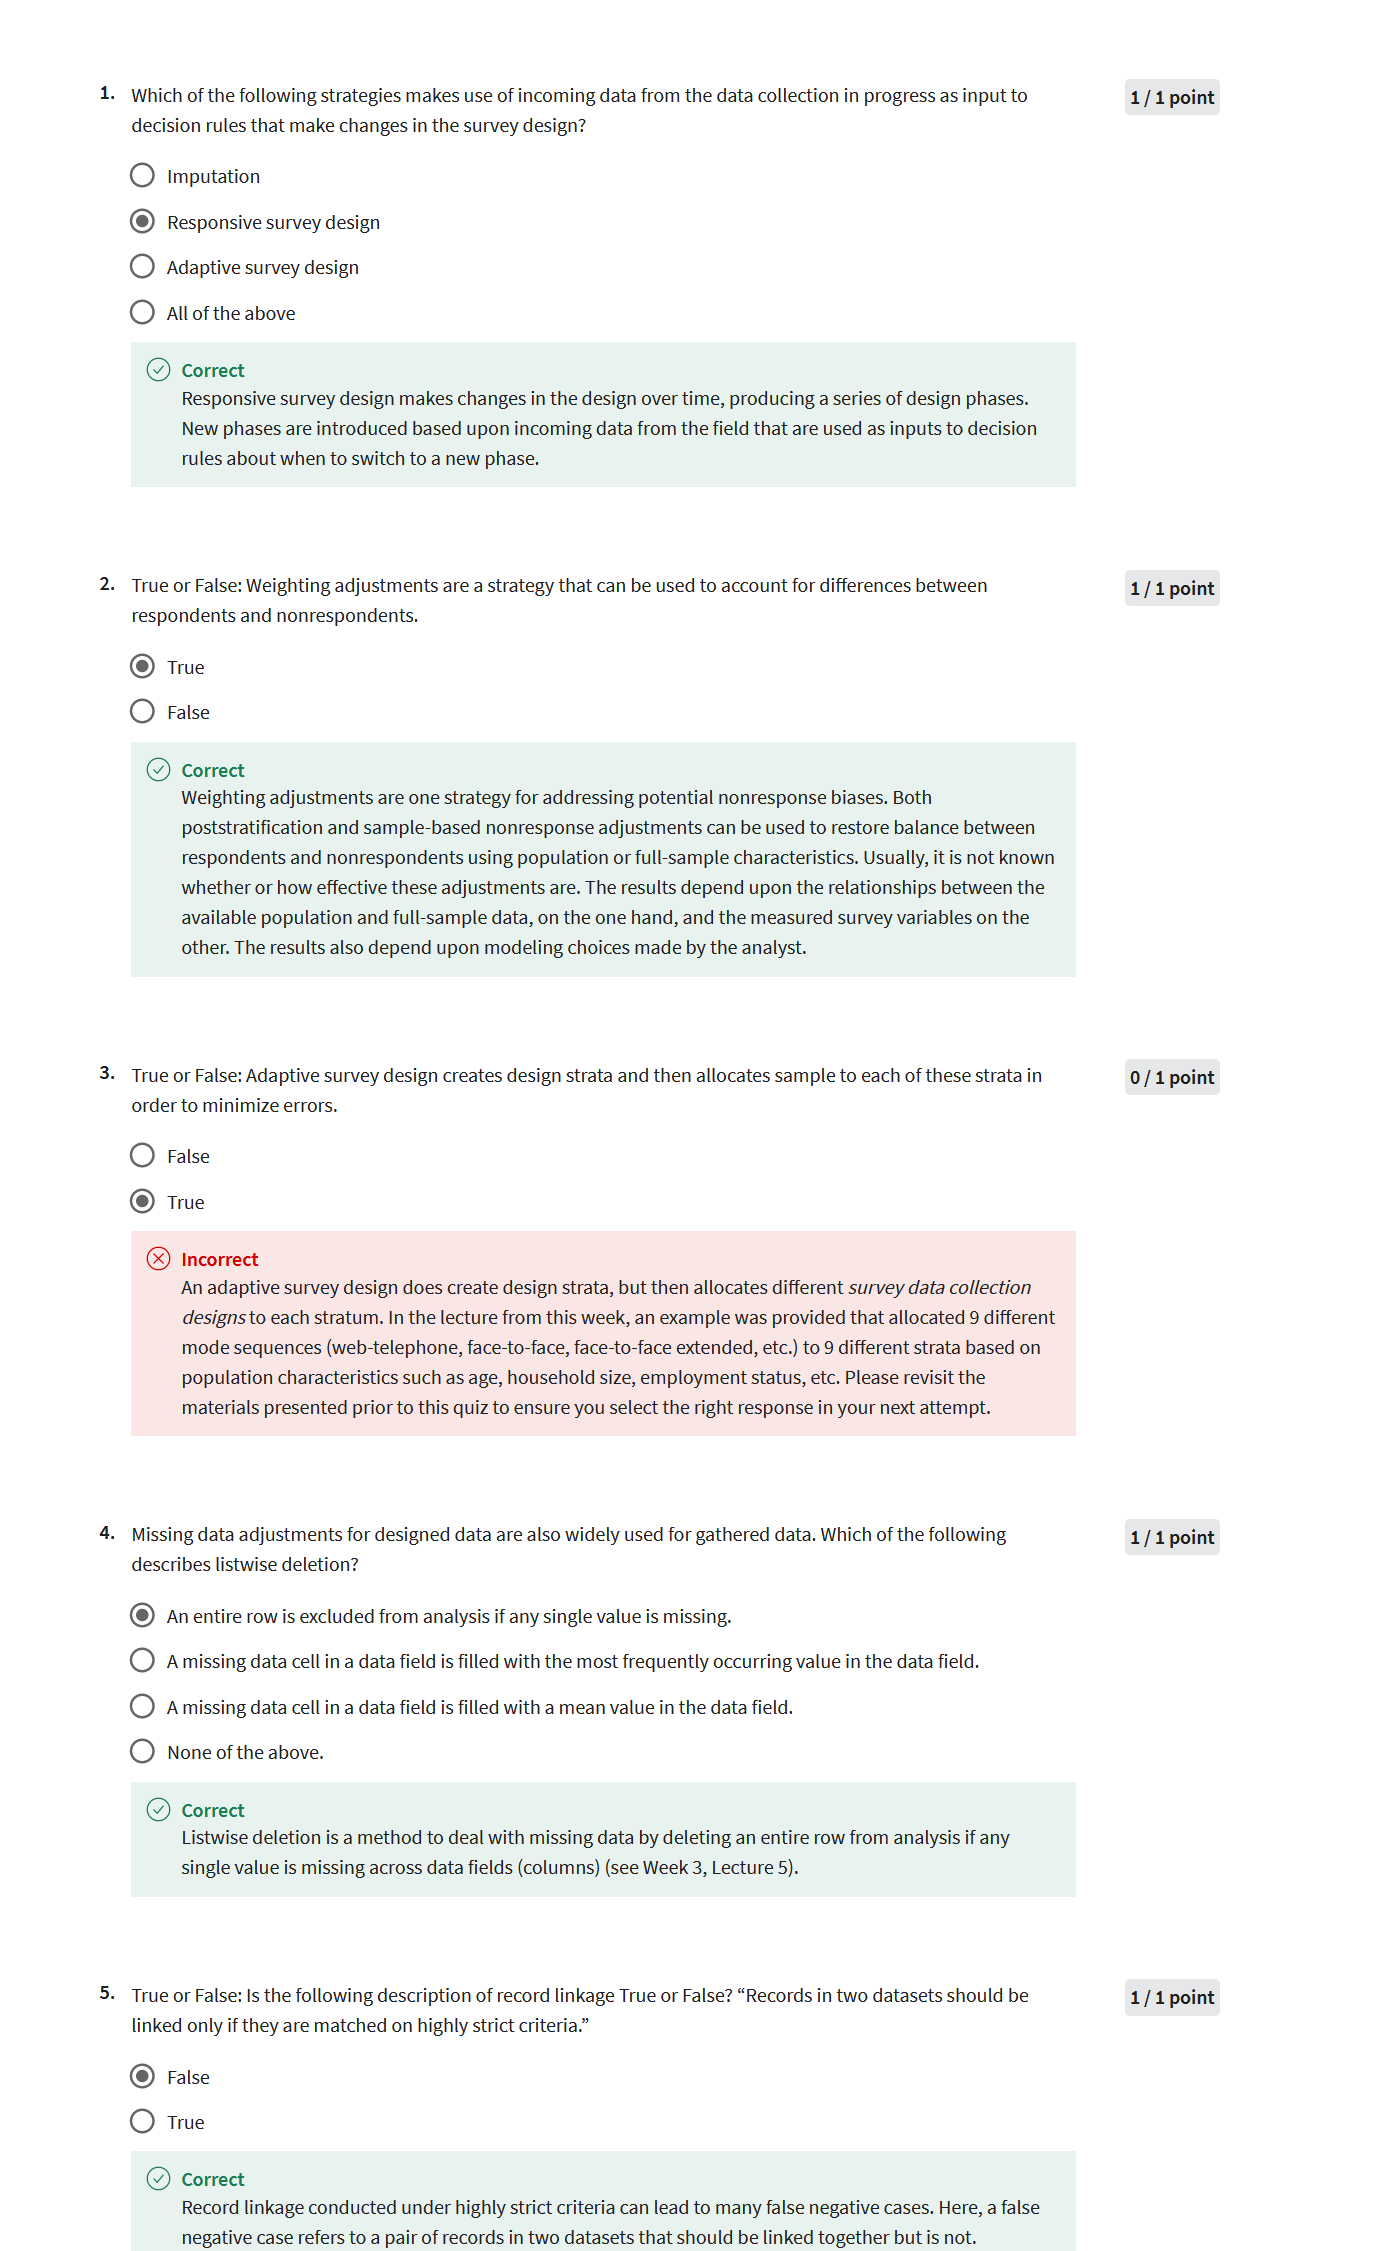 1. Which of the following strategies makes use of incoming data from the data collection in progress as input to
1 / 1 point
decision rules that make changes in the survey design?
Imputation
Responsive survey design
Adaptive survey design
All of the above
Correct
Responsive survey design makes changes in the design over time, producing a series of design phases.
New phases are introduced based upon incoming data from the field that are used as inputs to decision
rules about when to switch to a new phase.
2. True or False: Weighting adjustments are a strategy that can be used to account for differences between
1 / 1 point
respondents and nonrespondents.
True
False
Correct
Weighting adjustments are one strategy for addressing potential nonresponse biases. Both
poststratification and sample-based nonresponse adjustments can be used to restore balance between
respondents and nonrespondents using population or full-sample characteristics. Usually, it is not known
whether or how effective these adjustments are. The results depend upon the relationships between the
available population and full-sample data, on the one hand, and the measured survey variables on the
other. The results also depend upon modeling choices made by the analyst.
3. True or False: Adaptive survey design creates design strata and then allocates sample to each of these strata in
0 / 1 point
order to minimize errors.
False
True
Incorrect
An adaptive survey design does create design strata, but then allocates different survey data collection
designs to each stratum. In the lecture from this week, an example was provided that allocated 9 different
mode sequences (web-telephone, face-to-face, face-to-face extended, etc.) to 9 different strata based on
population characteristics such as age, household size, employment status, etc. Please revisit the
materials presented prior to this quiz to ensure you select the right response in your next attempt.
4. Missing data adjustments for designed data are also widely used for gathered data. Which of the following
1 / 1 point
describes listwise deletion?
An entire row is excluded from analysis if any single value is missing.
A missing data cell in a data field is filled with the most frequently occurring value in the data field.
A missing data cell in a data field is filled with a mean value in the data field.
None of the above.
Correct
Listwise deletion is a method to deal with missing data by deleting an entire row from analysis if any
single value is missing across data fields (columns) (see Week 3, Lecture 5).
5. True or False: Is the following description of record linkage True or False? “Records in two datasets should be
1 / 1 point
linked only if they are matched on highly strict criteria.”
False
True
Correct
Record linkage conducted under highly strict criteria can lead to many false negative cases. Here, a false
negative case refers to a pair of records in two datasets that should be linked together but is not.